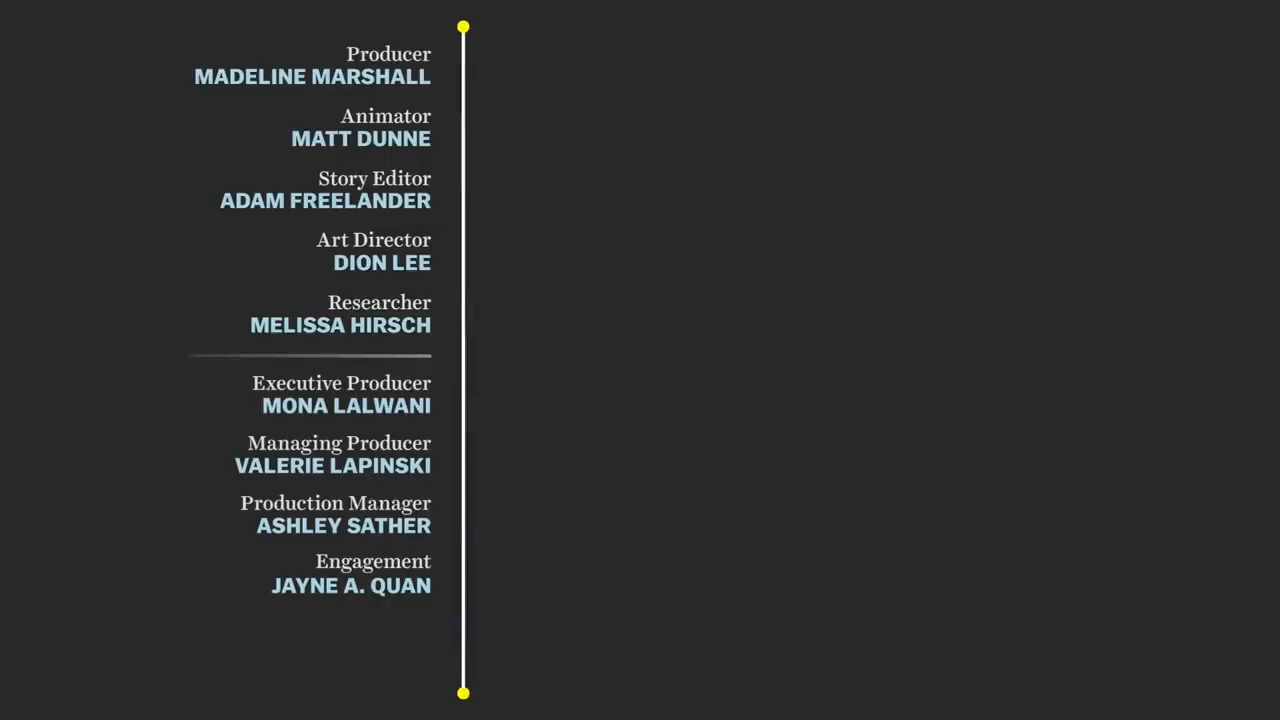 Producer
MADELINE MARSHALL
Animator
MATT DUNNE
Story Editor
ADAM FREELANDER
Art Director
DION LEE
Researcher
MELISSA HIRSCH
Executive Producer
MONA LALWANI
Managing Producer
VALERIE LAPINSKI
Production Manager
ASHLEY SATHER
Engagement
JAYNE A. QUAN